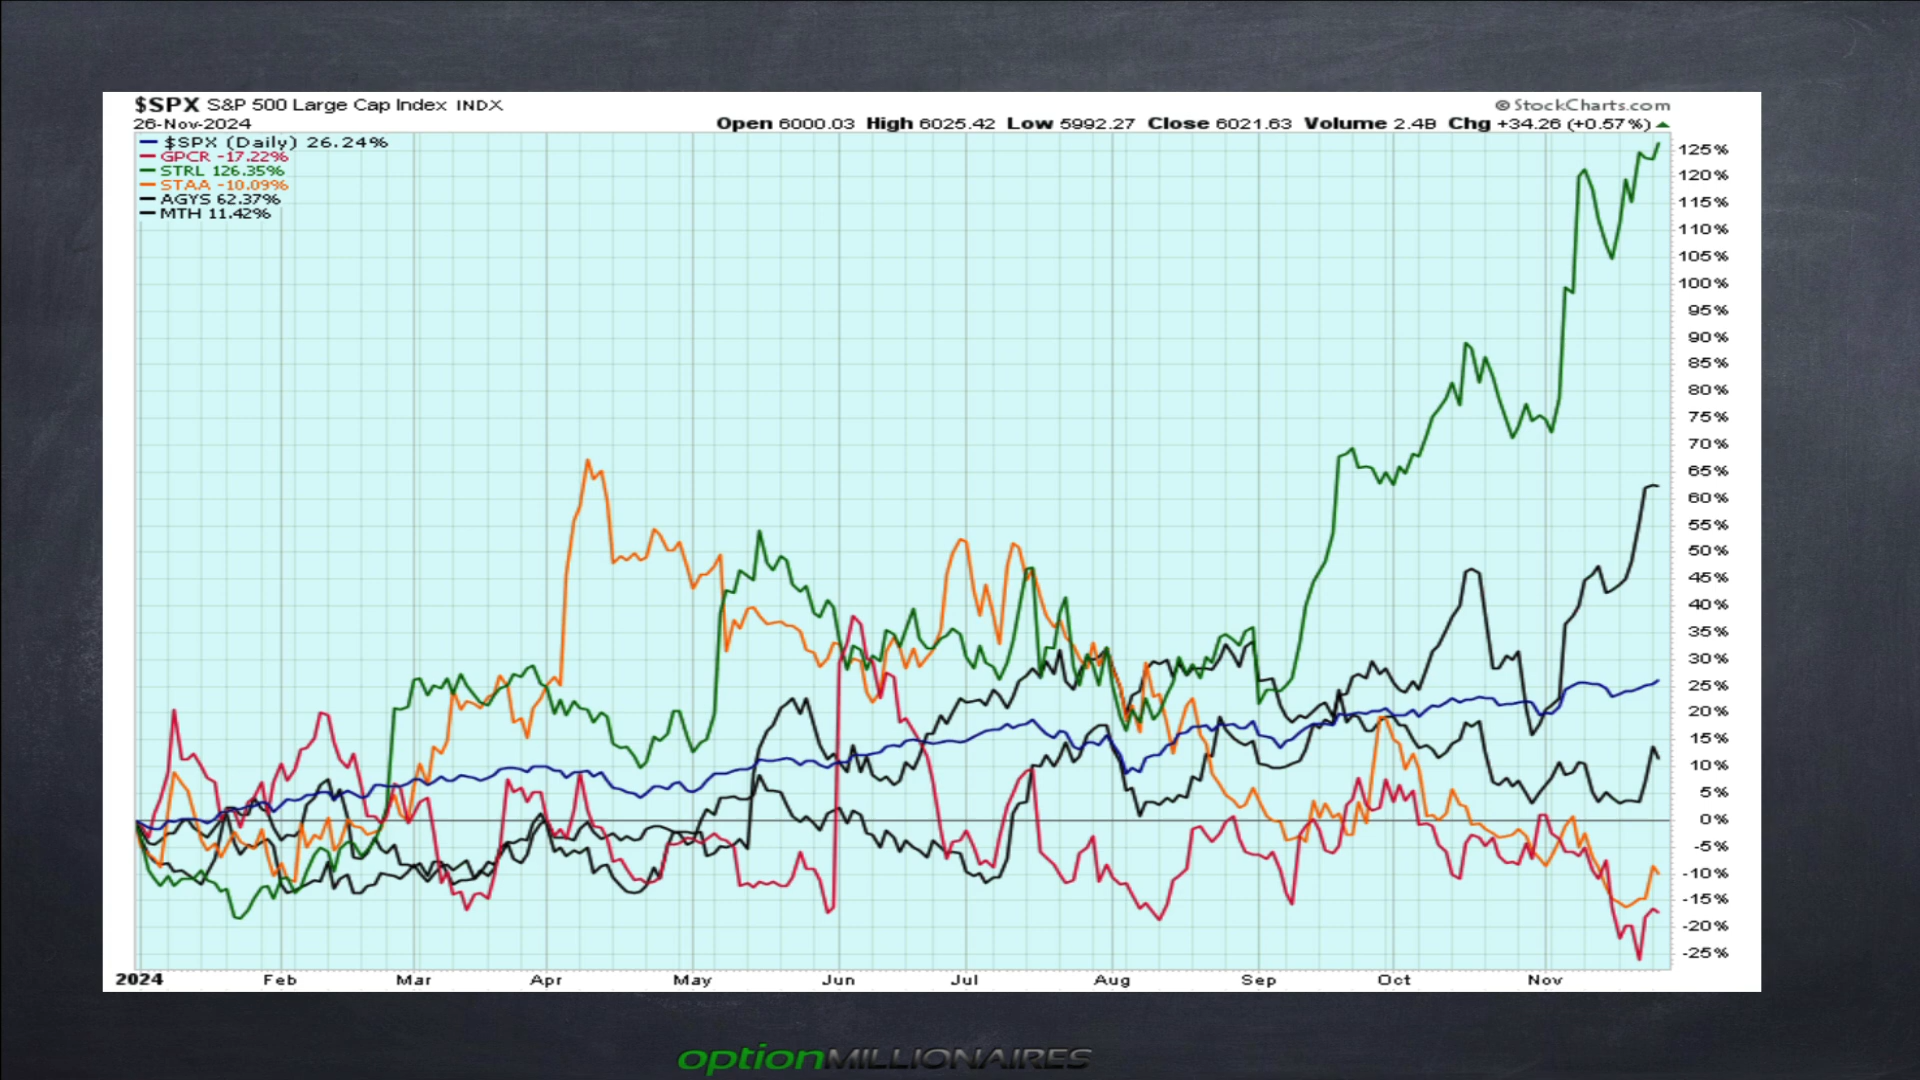 $SPX S&P 500 Large Cap Index INDX
© StockCharts.com
26-Nov-2024
Open 6000.03 High 6025.42 Low 5992.27 Close 6021.63 Volume 2.4B Chg +34.26 (+0.57%)
$SPX (Daily) 26.24%
GPCR -17.22%
STRL 126.35%
STAA -10.09%
AGYS 62.37%
MTH 11.42%
125%
120%
115%
110%
105%
100%
95%
90%
85%
80%
75%
70%
65%
60%
55%
50%
45%
40%
35%
30%
25%
20%
15%
10%
5%
0%
-5%
-10%
-15%
-20%
-25%
2024 Feb Mar Apr May Jun Jul Aug Sep Oct Nov
optionMILLIONAIRES